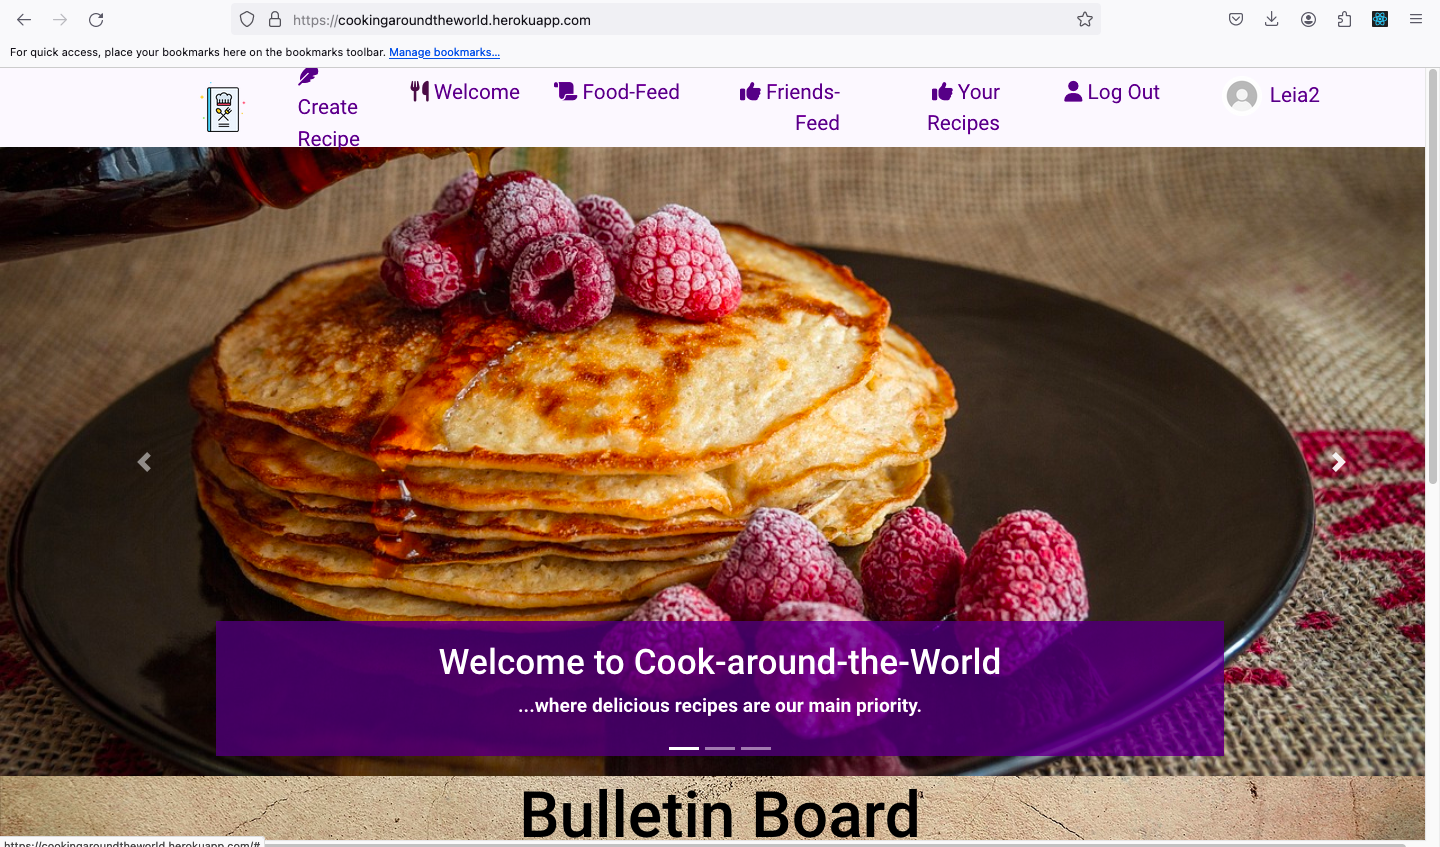 https://cookingaroundtheworld.herokuapp.com
For quick access, place your bookmarks here on the bookmarks toolbar. Manage bookmarks...
Create
Recipe
Welcome
Food-Feed
Friends-
Feed
Your
Recipes
Log Out
Leia2
Welcome to Cook-around-the-World
...where delicious recipes are our main priority.
Bulletin Board
https://cookingaroundtheworld.herokuapp.com/#